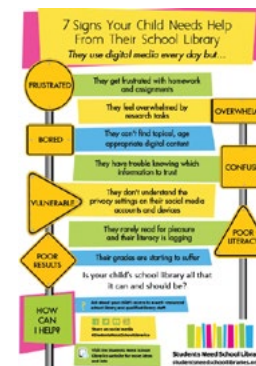 7 Signs Your Child Needs Help
From Their School Library
They use digital media every day but...
FRUSTRATED
They get frustrated with homework
and assignments
They feel overwhelmed by
research tasks
OVERWHEL
BORED
They can't find topical, age
appropriate digital content
They have trouble knowing which
information to trust
CONFUS
VULNERABLE
They don't understand the
privacy settings on their social media
accounts and devices
They rarely read for pleasure
and their literacy is lagging
POOR
LITERAC
POOR
RESULTS
Their grades are starting to suffer
Is your child's school library all that
it can and should be?
HOW
CAN
I HELP?
Students Need School Librar